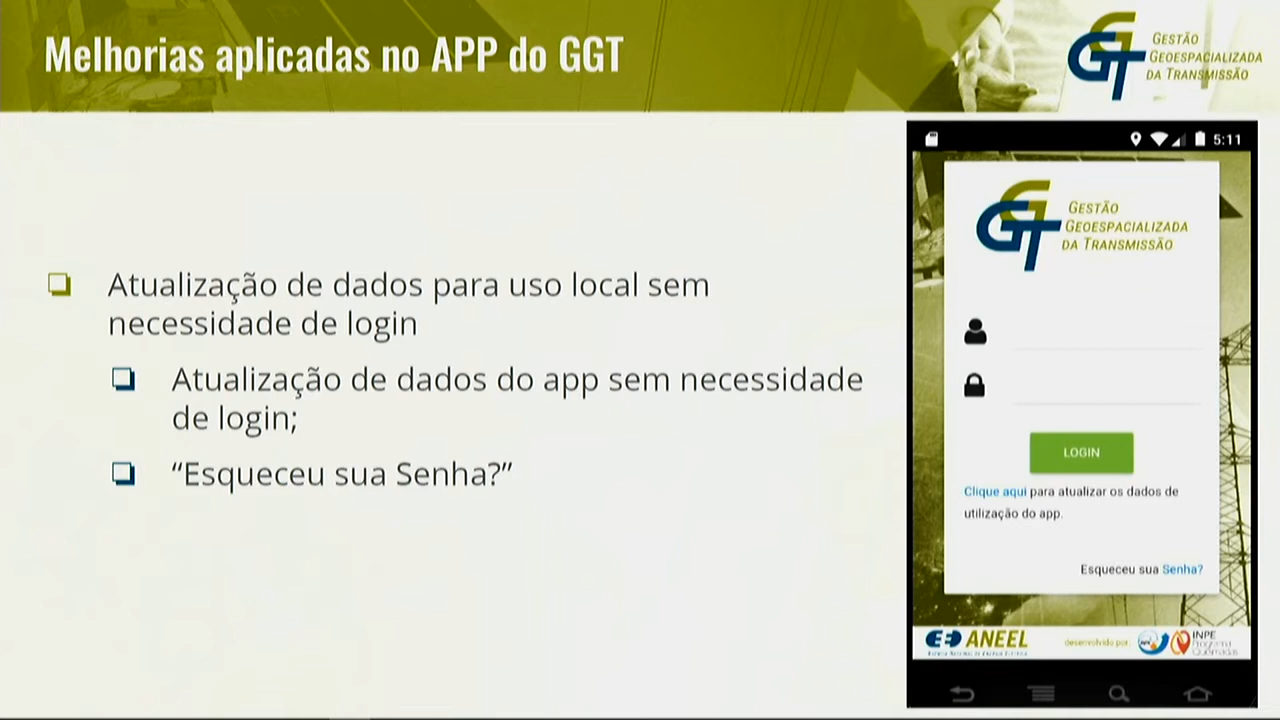 Melhorias aplicadas no APP do GGT
GESTÃO
GEOESPACIALIZADA
DA TRANSMISSÃO
Atualização de dados para uso local sem
necessidade de login
Atualização de dados do app sem necessidade
de login;
“Esqueceu sua Senha?”
5:11
GESTÃO
GEOESPACIALIZADA
DA TRANSMISSÃO
LOGIN
Clique aqui para atualizar os dados de
utilização do app.
Esqueceu sua Senha?
ANEEL
desenvolvido por:
INPE
Programa
Queimadas